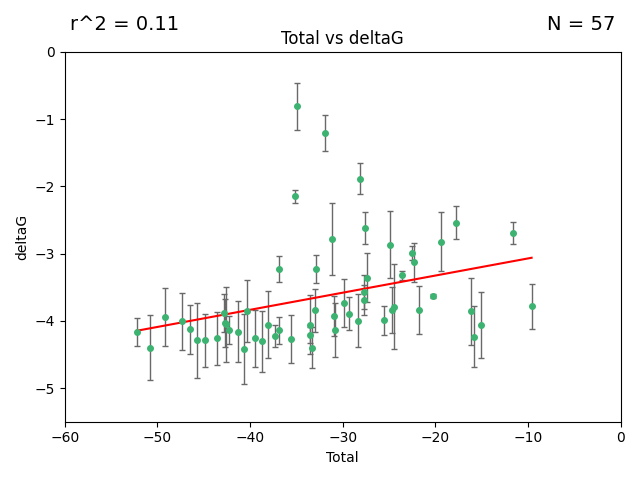 r^2 = 0.11
N = 57
Total vs deltaG
0
−1
−2
−3
−4
−5
deltaG
−60
−50
−40
−30
−20
−10
0
Total